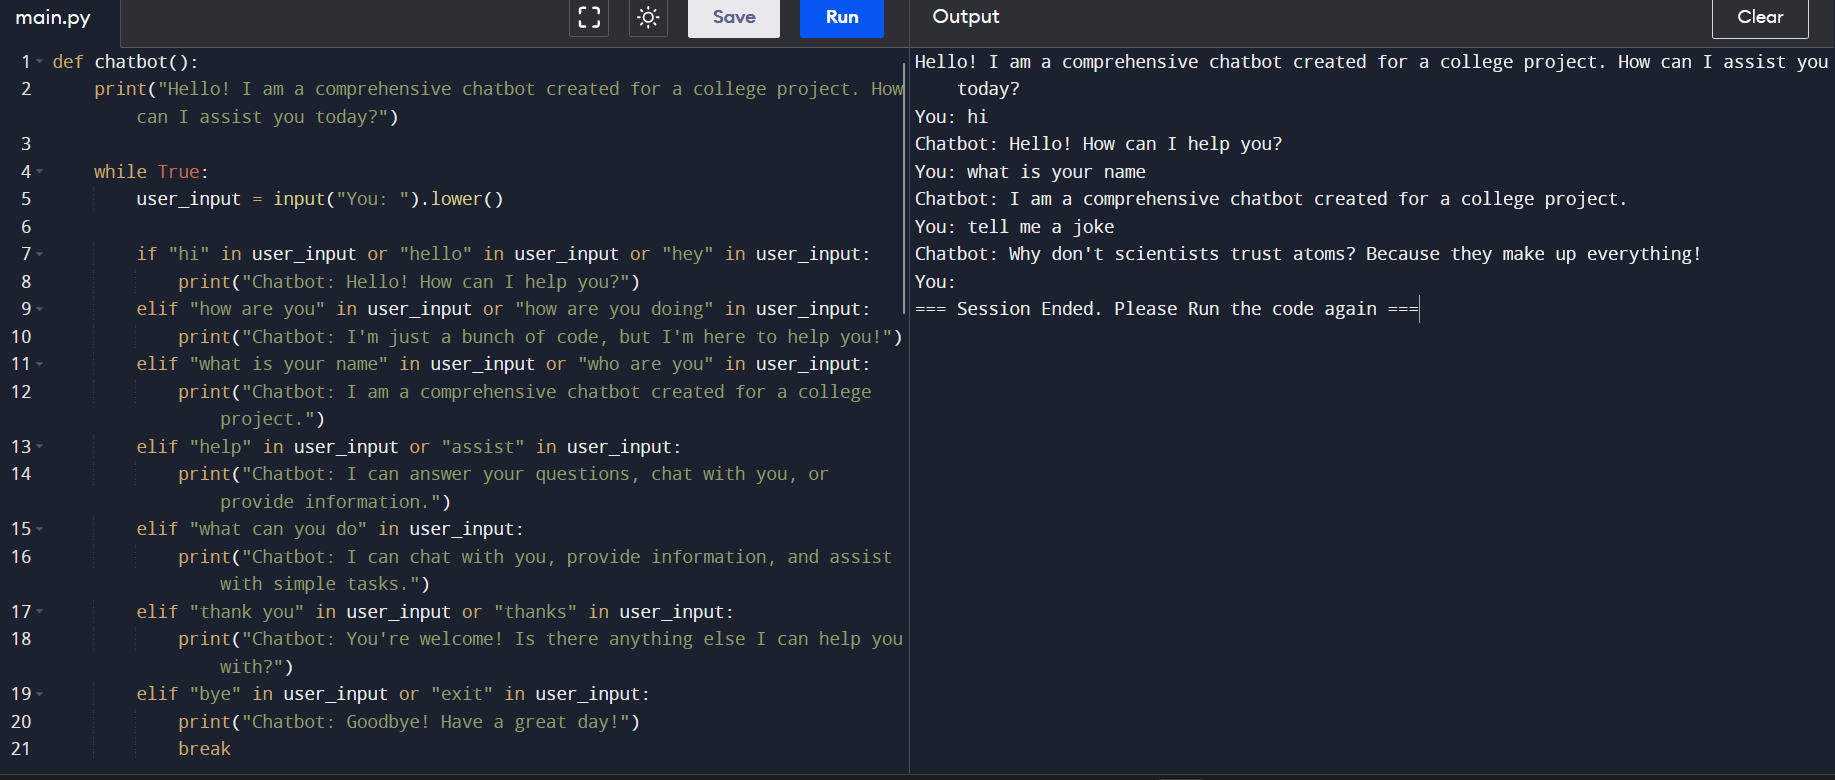 main.py
Save
Run
Output
Clear
1 def chatbot():
2     print("Hello! I am a comprehensive chatbot created for a college project. How
        can I assist you today?")
3
4     while True:
5         user_input = input("You: ").lower()
6
7         if "hi" in user_input or "hello" in user_input or "hey" in user_input:
8             print("Chatbot: Hello! How can I help you?")
9         elif "how are you" in user_input or "how are you doing" in user_input:
10             print("Chatbot: I'm just a bunch of code, but I'm here to help you!")
11         elif "what is your name" in user_input or "who are you" in user_input:
12             print("Chatbot: I am a comprehensive chatbot created for a college
                project.")
13         elif "help" in user_input or "assist" in user_input:
14             print("Chatbot: I can answer your questions, chat with you, or
                provide information.")
15         elif "what can you do" in user_input:
16             print("Chatbot: I can chat with you, provide information, and assist
                with simple tasks.")
17         elif "thank you" in user_input or "thanks" in user_input:
18             print("Chatbot: You're welcome! Is there anything else I can help you
                with?")
19         elif "bye" in user_input or "exit" in user_input:
20             print("Chatbot: Goodbye! Have a great day!")
21             break
Hello! I am a comprehensive chatbot created for a college project. How can I assist you
    today?
You: hi
Chatbot: Hello! How can I help you?
You: what is your name
Chatbot: I am a comprehensive chatbot created for a college project.
You: tell me a joke
Chatbot: Why don't scientists trust atoms? Because they make up everything!
You:
=== Session Ended. Please Run the code again ===